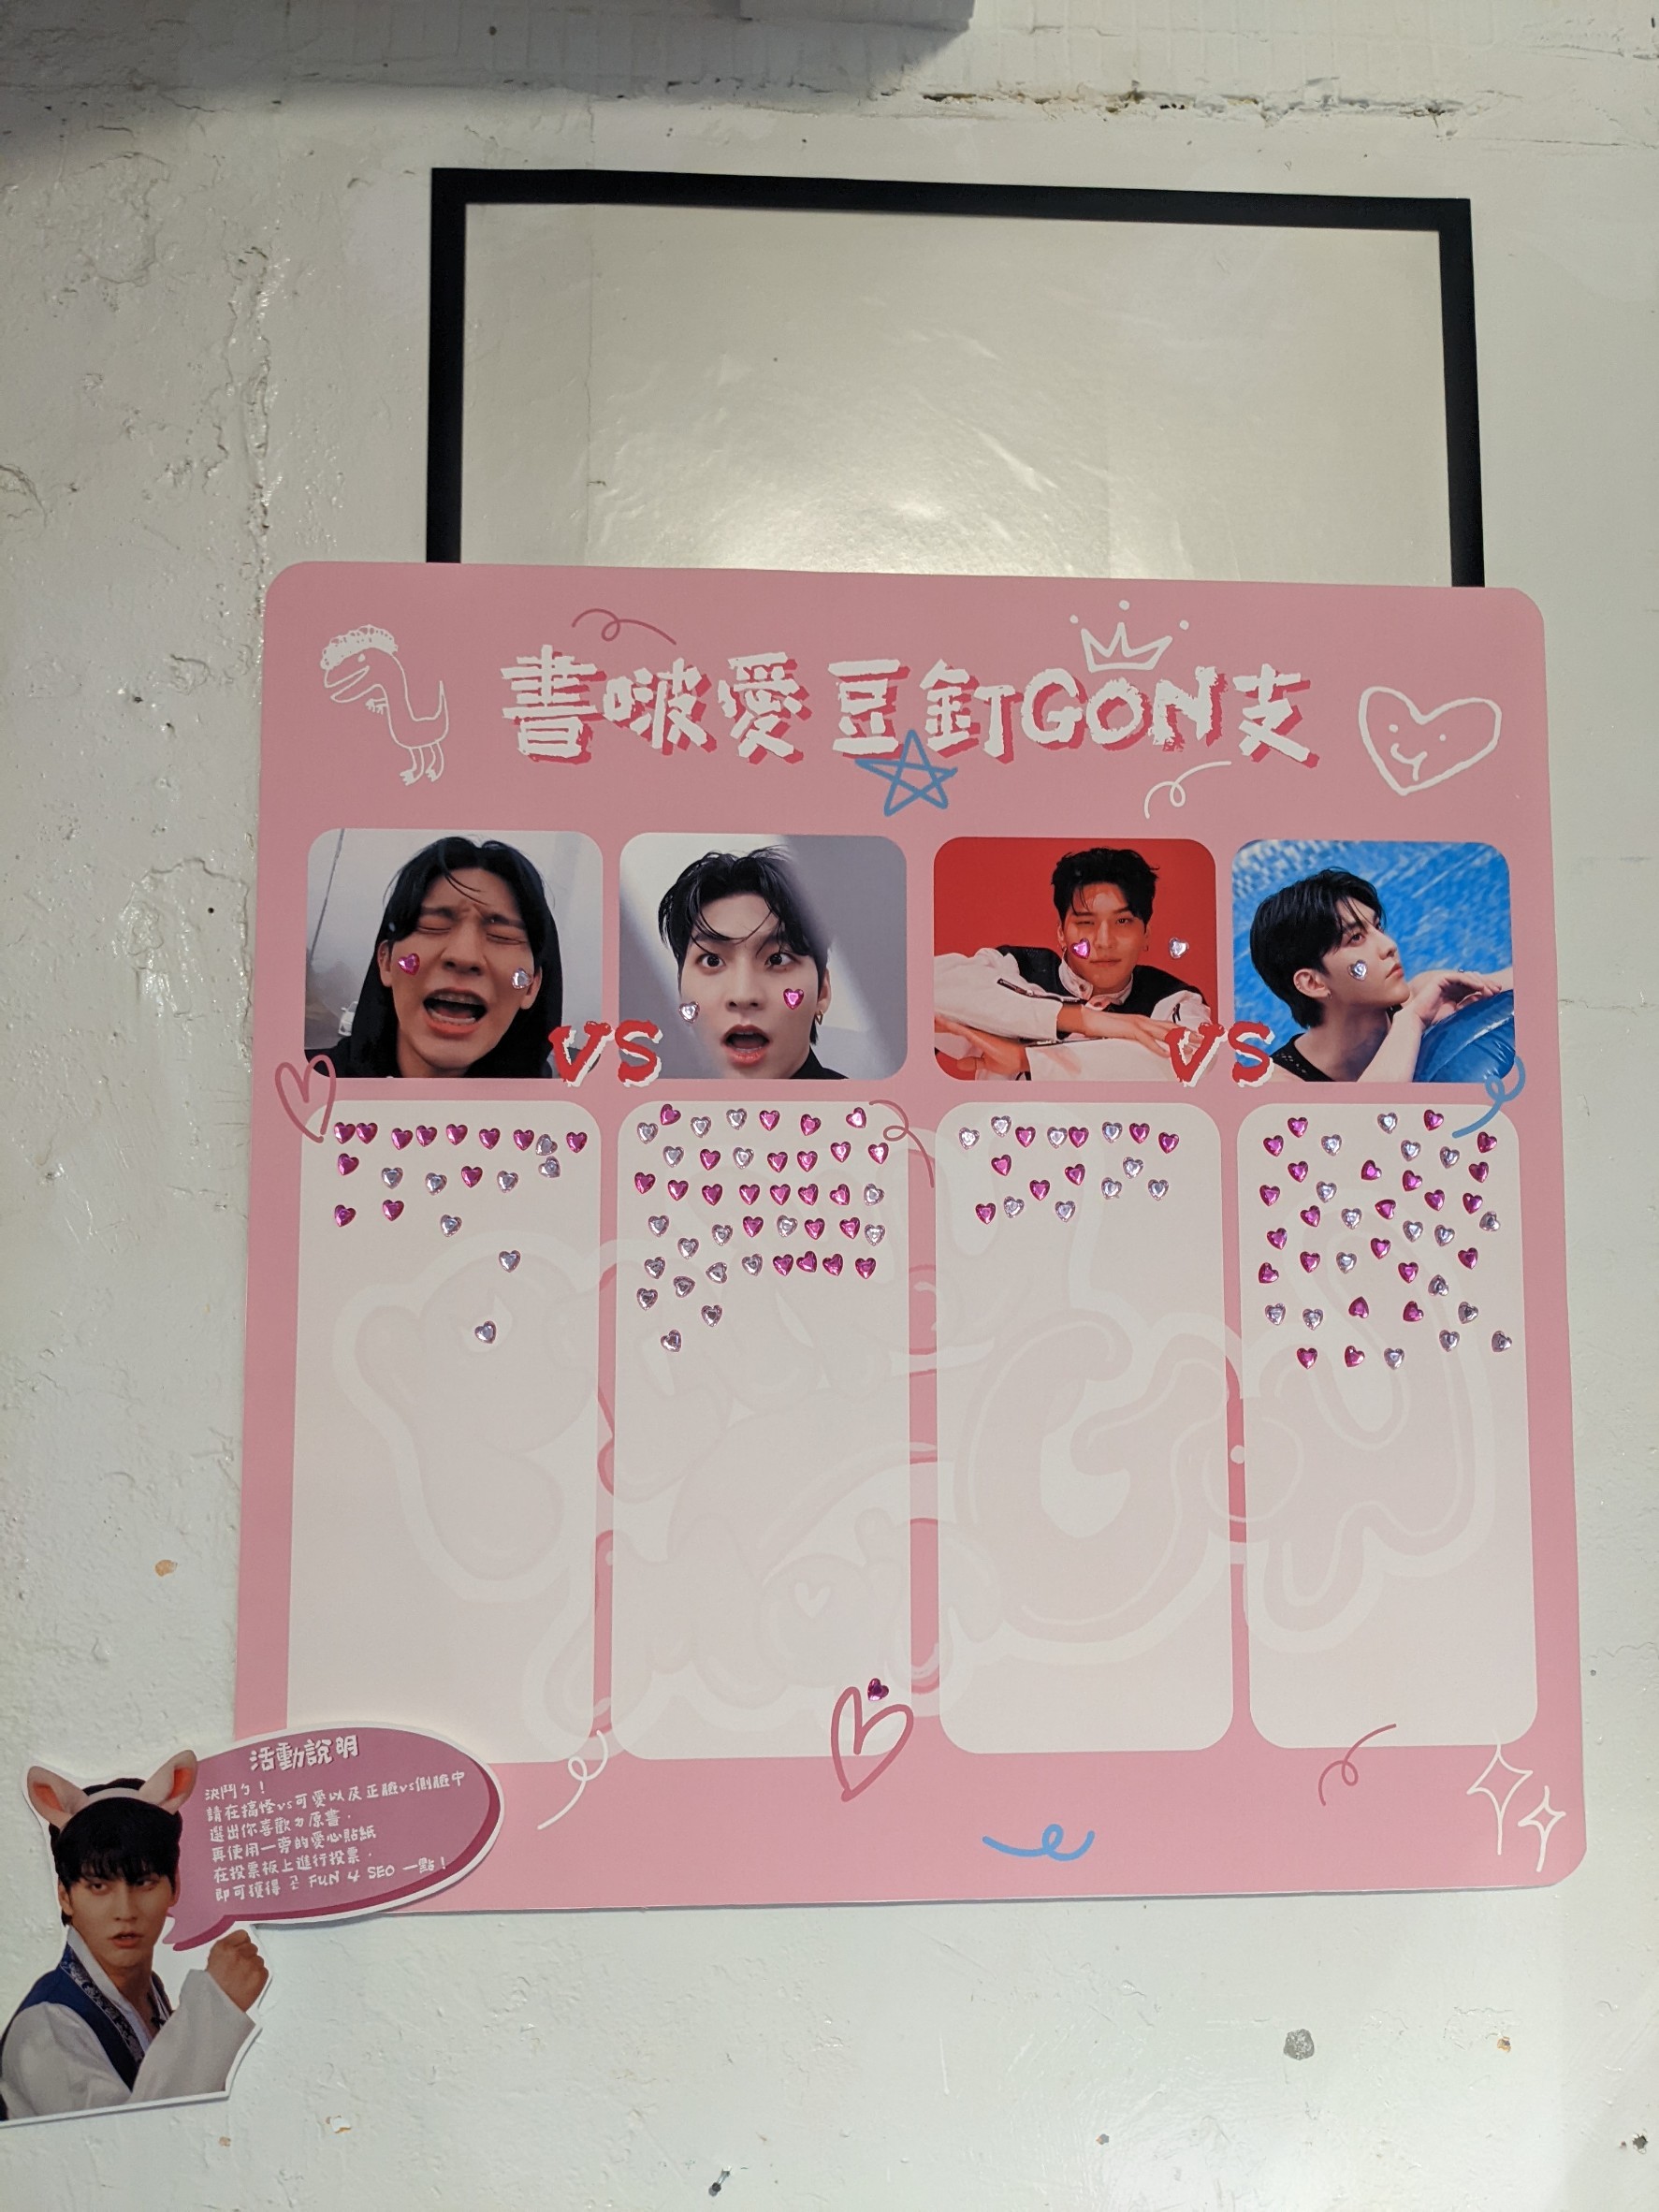 書啵愛豆釘GON支
VS
VS
活動說明
決鬥ㄅ!
請在搞怪vs可愛以及正臉vs側臉中
選出你喜歡ㄉ原書.
再使用一旁的愛心貼紙
在投票板上進行投票.
即可獲得 곤 FUN 4 SEO 一點!